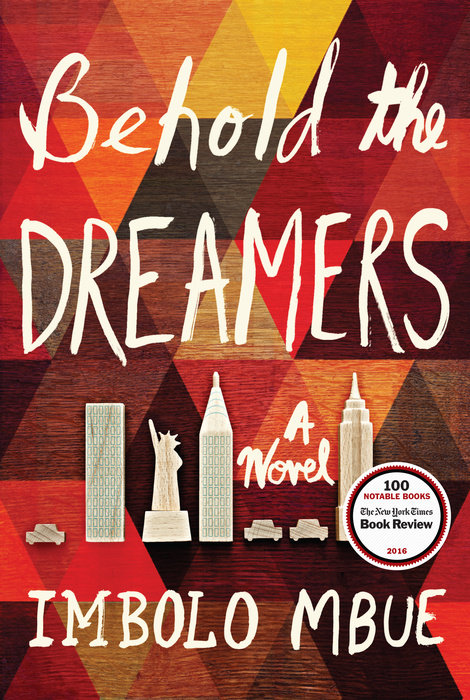 Behold the
DREAMERS
A
Novel
100
NOTABLE BOOKS
The New York Times
Book Review
2016
IMBOLO MBUE